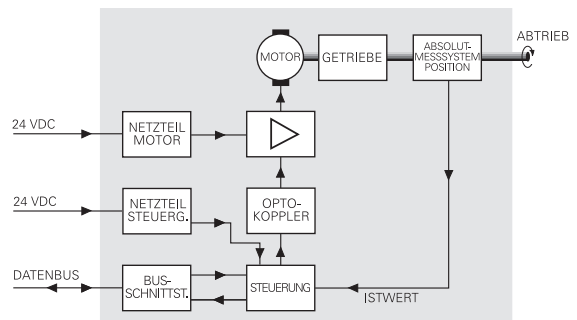 ABTRIEB
MOTOR
GETRIEBE
ABSOLUT-
MESSSYSTEM
POSITION
24 VDC
NETZTEIL
MOTOR
24 VDC
NETZTEIL
STEUERG.
OPTO-
KOPPLER
DATENBUS
BUS-
SCHNITTST.
STEUERUNG
ISTWERT